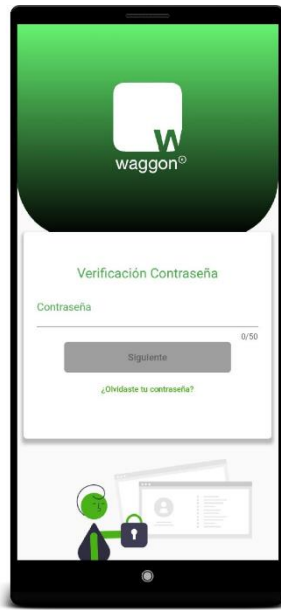 W
waggon®
Verificación Contraseña
Contraseña
0/50
Siguiente
¿Olvidaste tu contraseña?